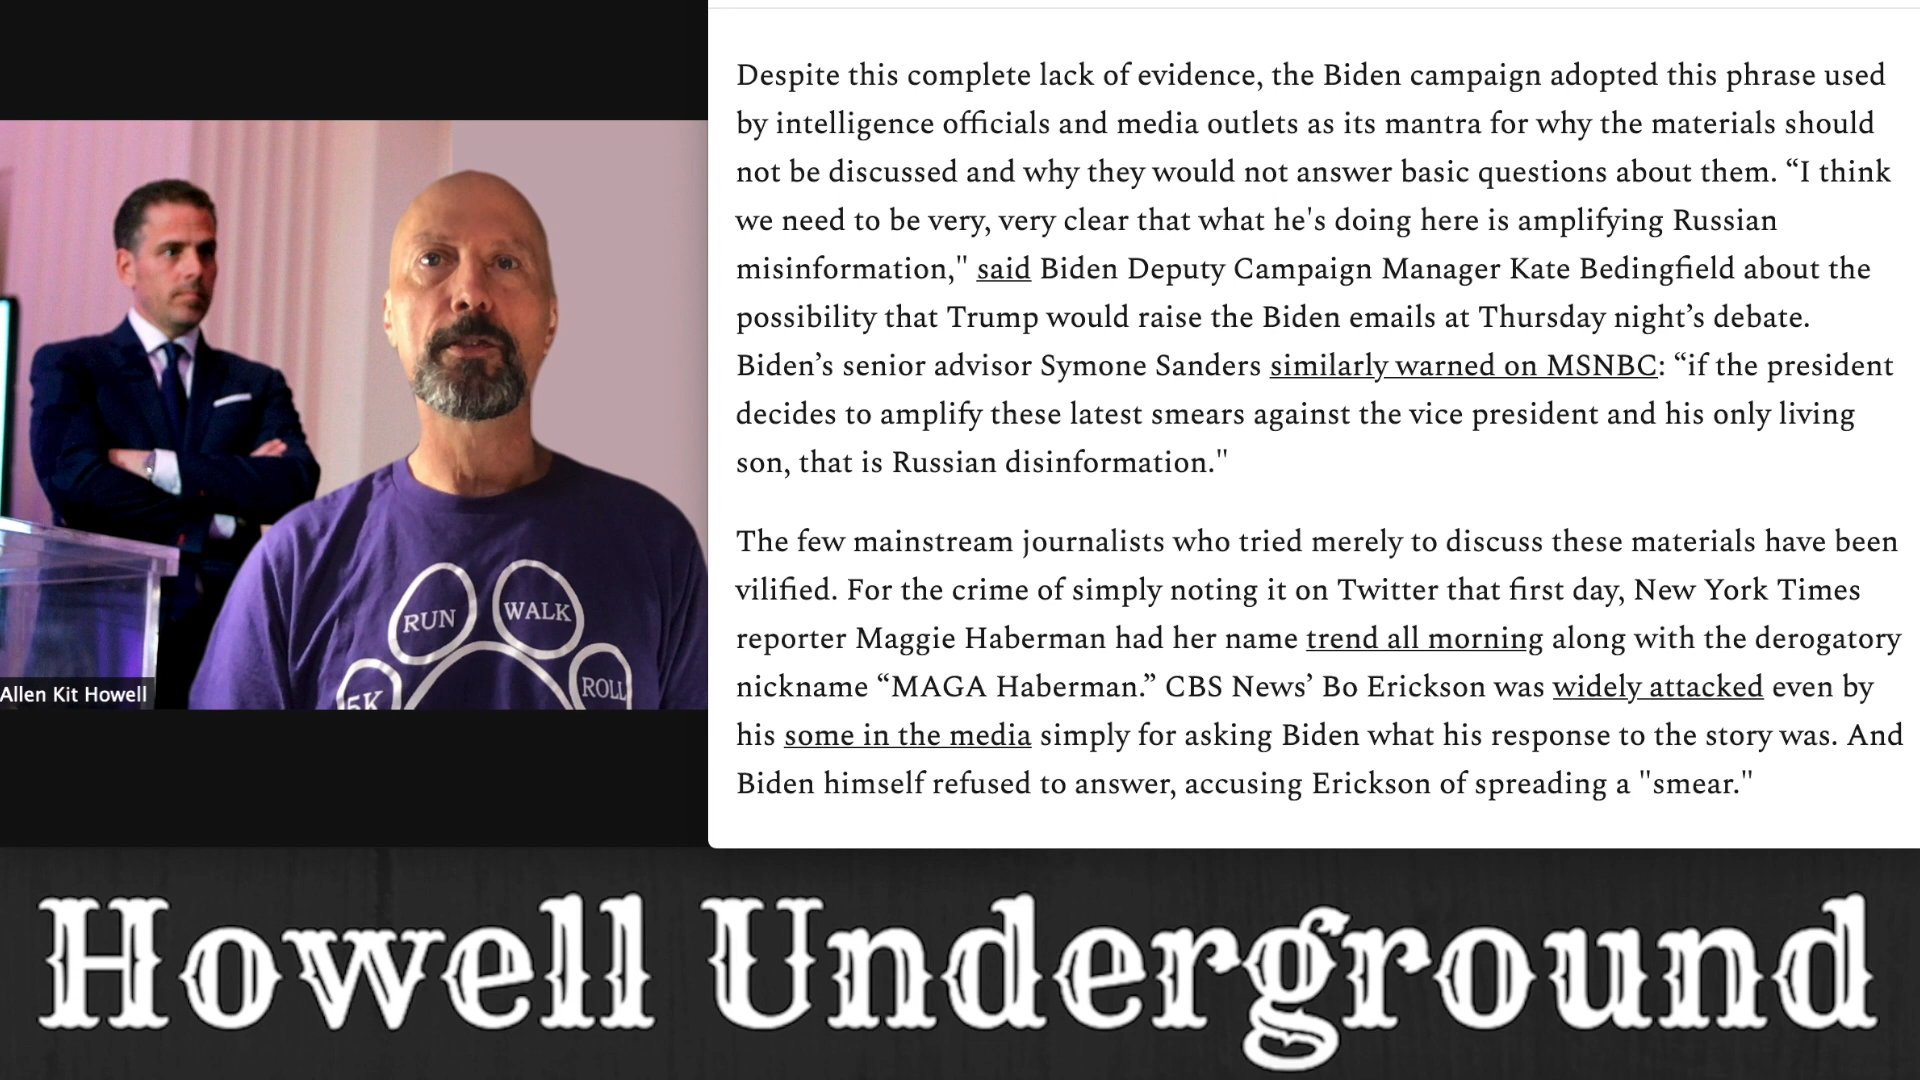 Despite this complete lack of evidence, the Biden campaign adopted this phrase used
by intelligence officials and media outlets as its mantra for why the materials should
not be discussed and why they would not answer basic questions about them. “I think
we need to be very, very clear that what he's doing here is amplifying Russian
misinformation," said Biden Deputy Campaign Manager Kate Bedingfield about the
possibility that Trump would raise the Biden emails at Thursday night’s debate.
Biden’s senior advisor Symone Sanders similarly warned on MSNBC: “if the president
decides to amplify these latest smears against the vice president and his only living
son, that is Russian disinformation."
The few mainstream journalists who tried merely to discuss these materials have been
vilified. For the crime of simply noting it on Twitter that first day, New York Times
reporter Maggie Haberman had her name trend all morning along with the derogatory
nickname “MAGA Haberman.” CBS News’ Bo Erickson was widely attacked even by
his some in the media simply for asking Biden what his response to the story was. And
Biden himself refused to answer, accusing Erickson of spreading a "smear."
RUN
WALK
5K
ROLL
Allen Kit Howell
Howell Underground